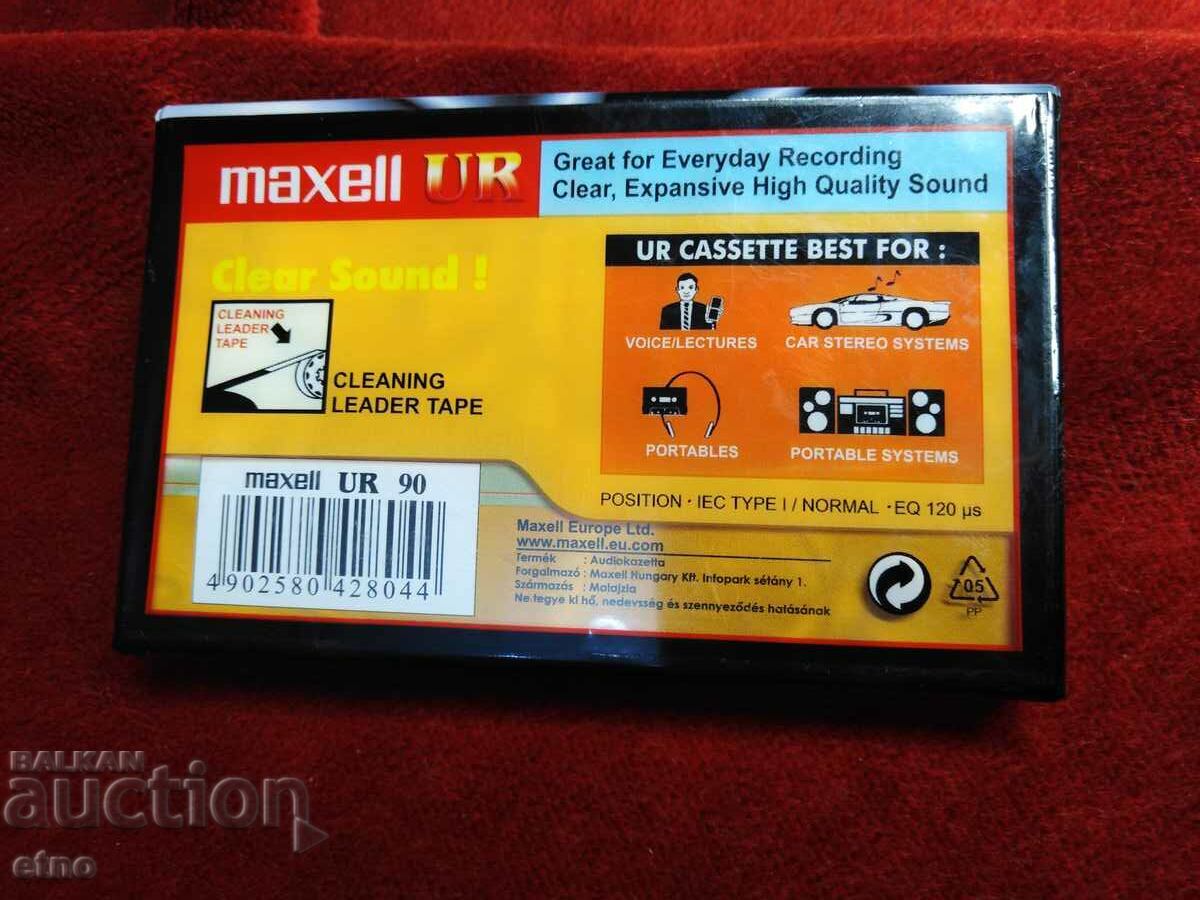 maxell UR
Great for Everyday Recording
Clear, Expansive High Quality Sound
Clear Sound !
CLEANING
LEADER
TAPE
CLEANING
LEADER TAPE
UR CASSETTE BEST FOR :
VOICE/LECTURES
CAR STEREO SYSTEMS
PORTABLES
PORTABLE SYSTEMS
POSITION · IEC TYPE I / NORMAL · EQ 120 µs
maxell UR 90
4 902580 428044
Maxell Europe Ltd.
www.maxell.eu.com
Termék : Audiokazetta
Forgalmazó : Maxell Hungary Kft. Infopark sétány 1.
Származás : Malajzia
Ne tegye ki hő, nedvesség és szennyeződés hatásának
05
PP
BALKAN
auction
etno